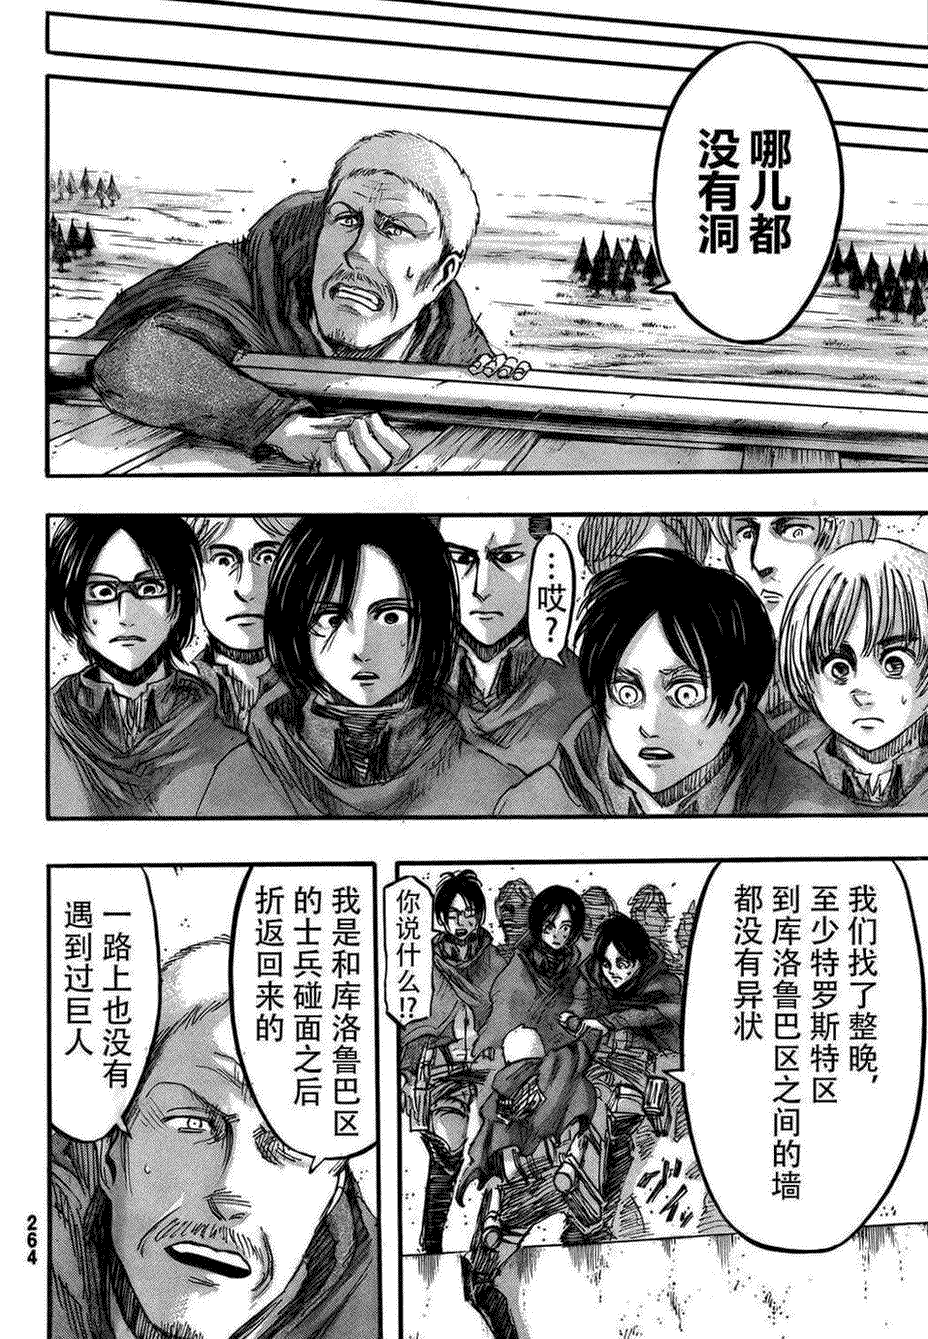 哪儿都
没有洞
…哎?
我们找了整晚,
至少特罗斯特区
到库洛鲁巴区之间的墙
都没有异状
你说什么!?
我是和库洛鲁巴区
的士兵碰面之后
折返回来的
一路上也没有
遇到过巨人
264